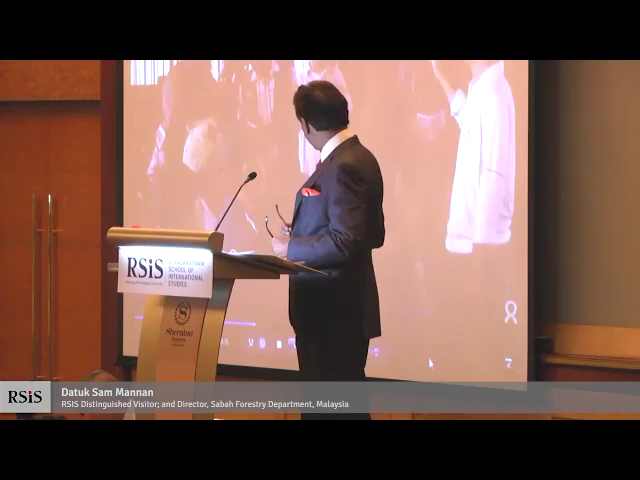 RSiS
S. RAJARATNAM
SCHOOL OF
INTERNATIONAL
STUDIES
Sheraton
Towers
RSiS
Datuk Sam Mannan
RSIS Distinguished Visitor; and Director, Sabah Forestry Department, Malaysia